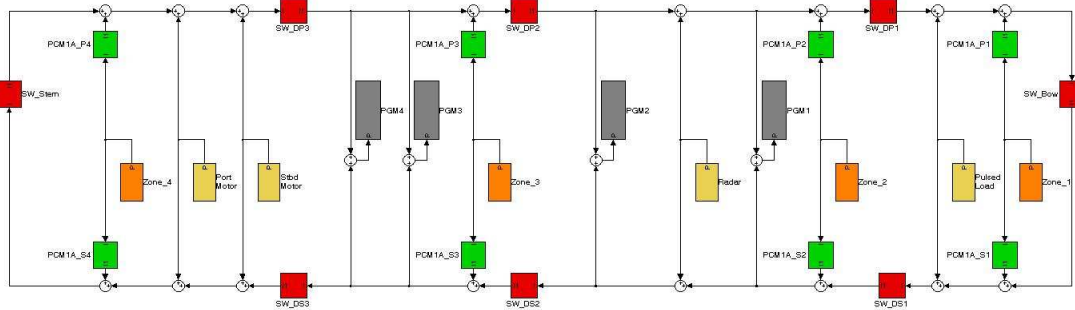 SW_DP3
SW_DP2
SW_DP1
PCM1A_P4
PCM1A_P3
PCM1A_P2
PCM1A_P1
SW_Stern
SW_Bow
PGM4
PGM3
PGM2
PGM1
P
P
P
P
P
P
P
P
P
P
P
P
Zone_4
Port
Motor
Stbd
Motor
Zone_3
Radar
Zone_2
Pulsed
Load
Zone_1
PCM1A_S4
PCM1A_S3
PCM1A_S2
PCM1A_S1
SW_DS3
SW_DS2
SW_DS1